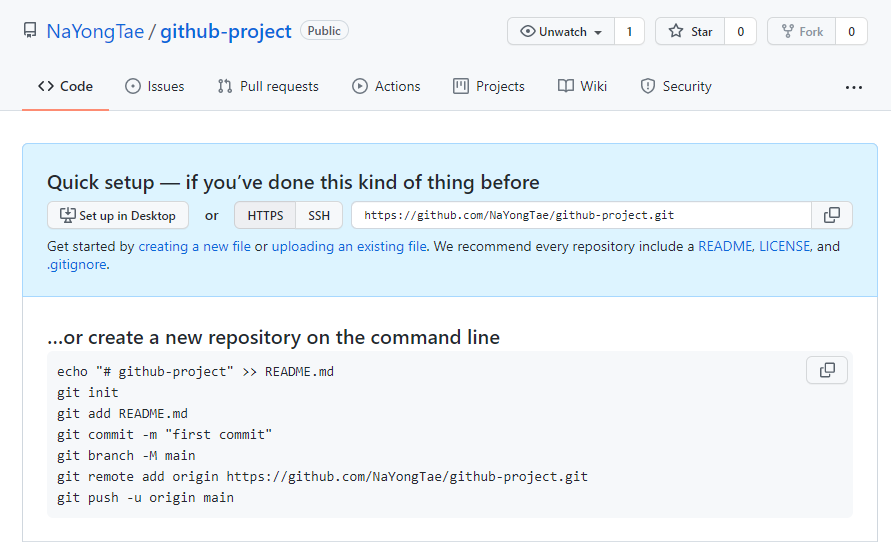 NaYongTae / github-project Public Unwatch 1 Star 0 Fork 0
Code Issues Pull requests Actions Projects Wiki Security ...
Quick setup — if you’ve done this kind of thing before
Set up in Desktop or HTTPS SSH https://github.com/NaYongTae/github-project.git
Get started by creating a new file or uploading an existing file. We recommend every repository include a README, LICENSE, and
.gitignore.
…or create a new repository on the command line
echo "# github-project" >> README.md
git init
git add README.md
git commit -m "first commit"
git branch -M main
git remote add origin https://github.com/NaYongTae/github-project.git
git push -u origin main